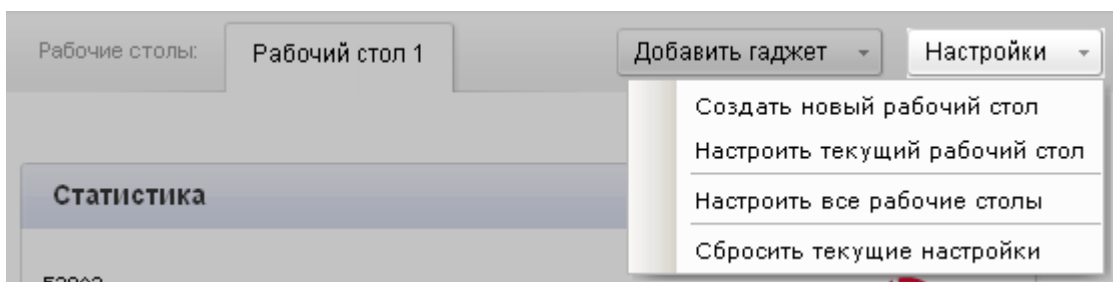 Рабочие столы: Рабочий стол 1 Добавить гаджет Настройки
Создать новый рабочий стол
Настроить текущий рабочий стол
Статистика
Настроить все рабочие столы
Сбросить текущие настройки